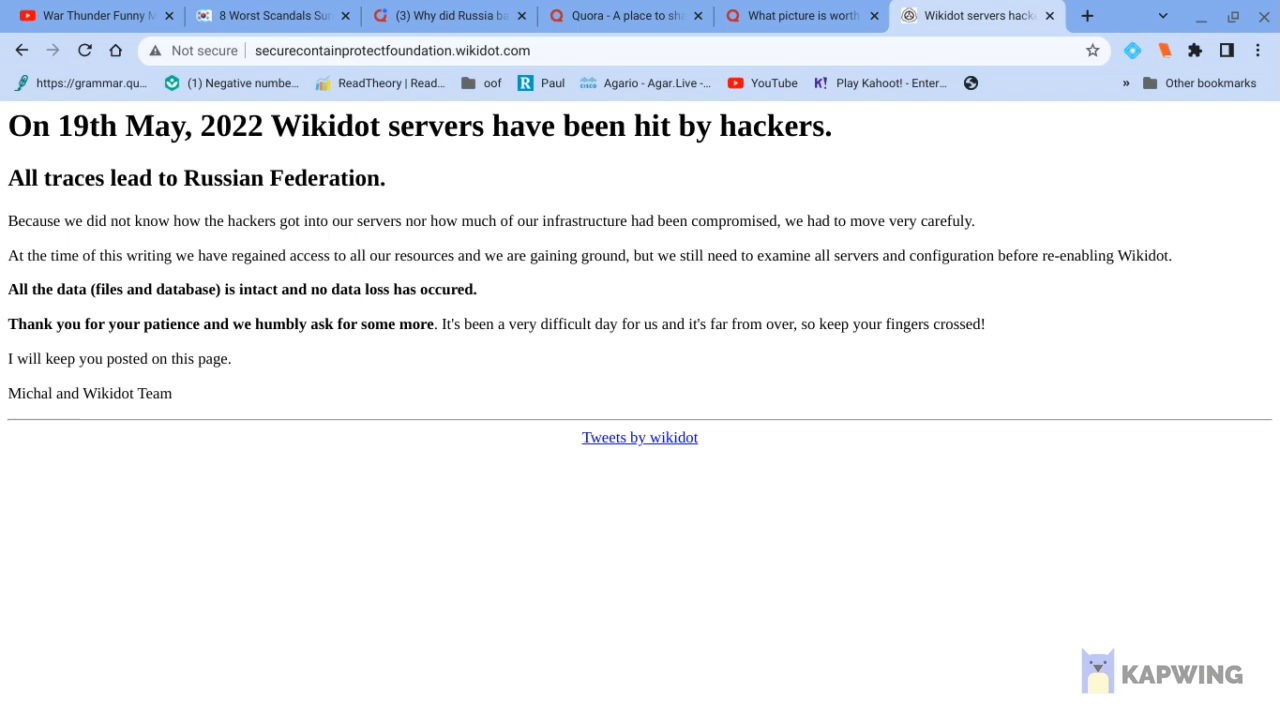 War Thunder Funny M
8 Worst Scandals Sur
(3) Why did Russia ba
Quora - A place to sha
What picture is worth
Wikidot servers hacke
Not secure
securecontainprotectfoundation.wikidot.com
https://grammar.qu...
(1) Negative numbe...
ReadTheory | Read...
oof
R
Paul
CISCO
Agario - Agar.Live -...
YouTube
K!
Play Kahoot! - Enter...
»
Other bookmarks
On 19th May, 2022 Wikidot servers have been hit by hackers.
All traces lead to Russian Federation.
Because we did not know how the hackers got into our servers nor how much of our infrastructure had been compromised, we had to move very carefuly.
At the time of this writing we have regained access to all our resources and we are gaining ground, but we still need to examine all servers and configuration before re-enabling Wikidot.
All the data (files and database) is intact and no data loss has occured.
Thank you for your patience and we humbly ask for some more. It's been a very difficult day for us and it's far from over, so keep your fingers crossed!
I will keep you posted on this page.
Michal and Wikidot Team
Tweets by wikidot
KAPWING